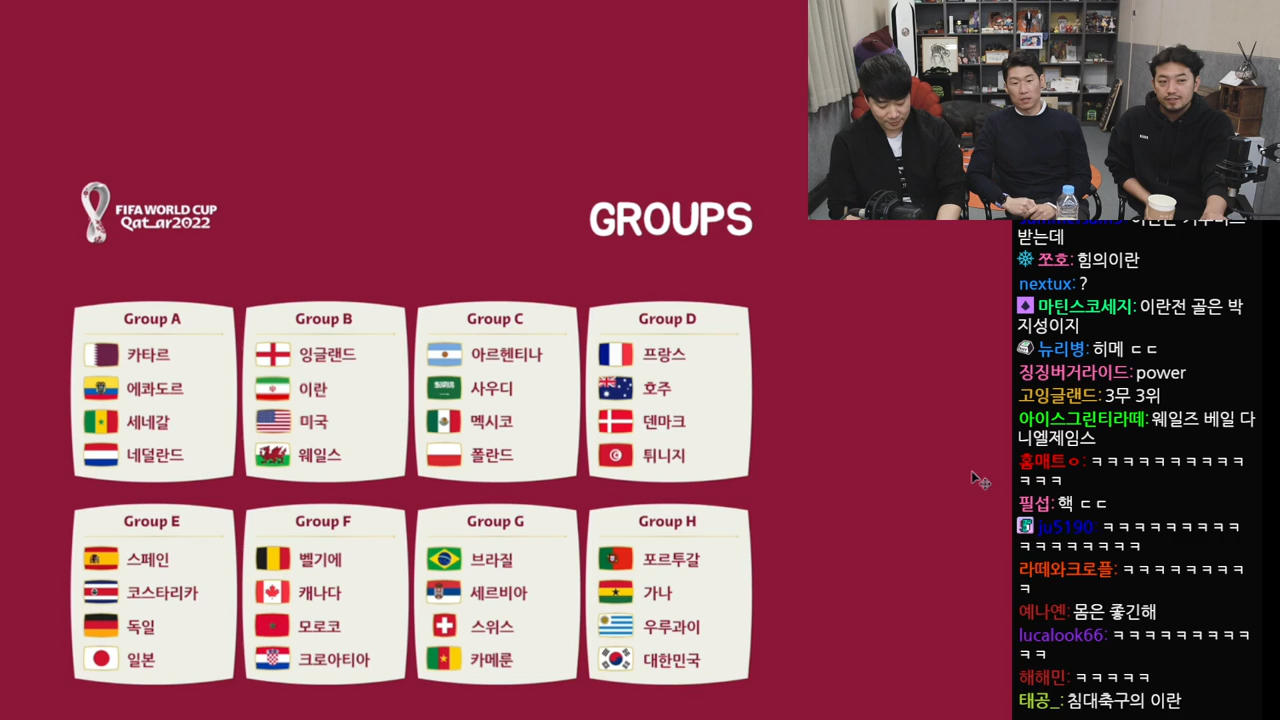 FIFA WORLD CUP
Qatar2022
GROUPS
Group A
카타르
에콰도르
세네갈
네덜란드
Group B
잉글랜드
이란
미국
웨일스
Group C
아르헨티나
사우디
멕시코
폴란드
Group D
프랑스
호주
덴마크
튀니지
Group E
스페인
코스타리카
독일
일본
Group F
벨기에
캐나다
모로코
크로아티아
Group G
브라질
세르비아
스위스
카메룬
Group H
포르투갈
가나
우루과이
대한민국
받는데
쪼호: 힘의이란
nextux: ?
마틴스코세지: 이란전 골은 박
지성이지
뉴리병: 히메 ㄷㄷ
징징버거라이드: power
고잉글랜드: 3무 3위
아이스그린티라떼: 웨일즈 베일 다
니엘제임스
홈매트ㅇ: ㅋㅋㅋㅋㅋㅋㅋㅋㅋㅋㅋ
ㅋㅋㅋ
필섭: 핵 ㄷㄷ
ju5190: ㅋㅋㅋㅋㅋㅋㅋㅋㅋ
ㅋㅋㅋㅋㅋㅋㅋㅋㅋ
라떼와크로플: ㅋㅋㅋㅋㅋㅋㅋㅋㅋ
ㅋ
예나옌: 몸은 좋긴해
lucalook66: ㅋㅋㅋㅋㅋㅋㅋㅋㅋ
ㅋㅋ
해해민: ㅋㅋㅋㅋㅋ
태공_: 침대축구의 이란